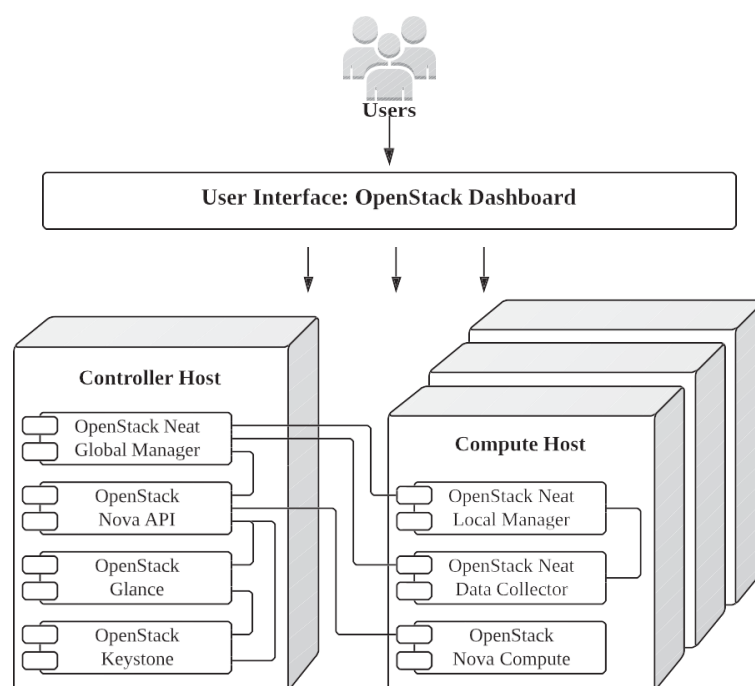 Users
User Interface: OpenStack Dashboard
Controller Host
OpenStack Neat
Global Manager
OpenStack
Nova API
OpenStack
Glance
OpenStack
Keystone
Compute Host
OpenStack Neat
Local Manager
OpenStack Neat
Data Collector
OpenStack
Nova Compute